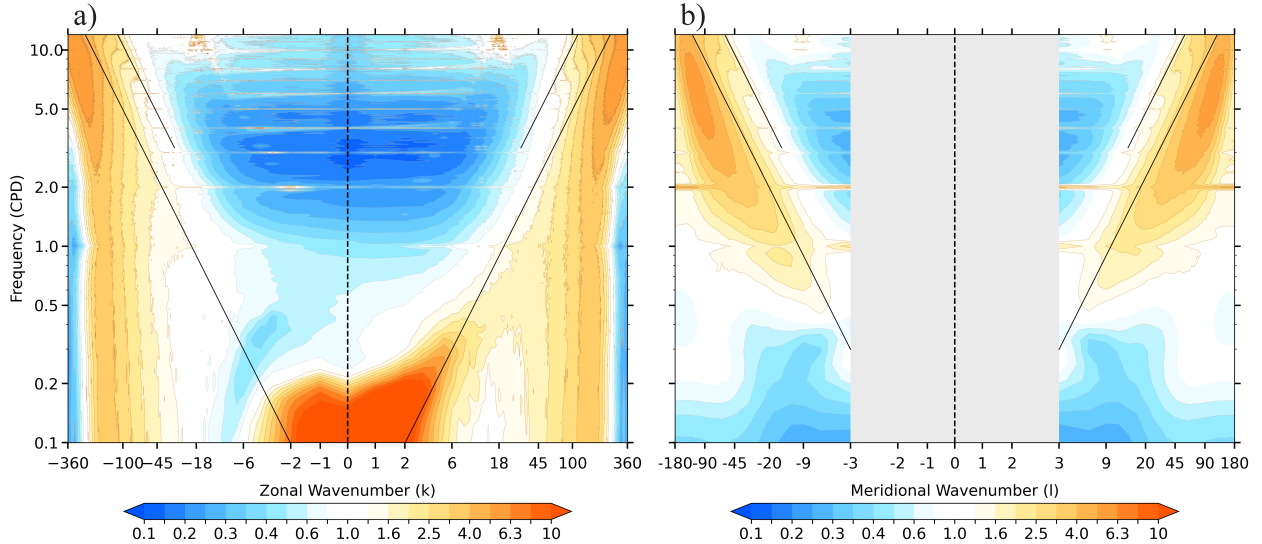 a)
b)
10.0
5.0
2.0
1.0
0.5
0.2
0.1
Frequency (CPD)
−360 −100 −45 −18 −6 −2 −1 0 1 2 6 18 45 100 360
-180 -90 -45 -20 -9 -3 -2 -1 0 1 2 3 9 20 45 90 180
Zonal Wavenumber (k)
Meridional Wavenumber (l)
0.1 0.2 0.3 0.4 0.6 1.0 1.6 2.5 4.0 6.3 10
0.1 0.2 0.3 0.4 0.6 1.0 1.6 2.5 4.0 6.3 10